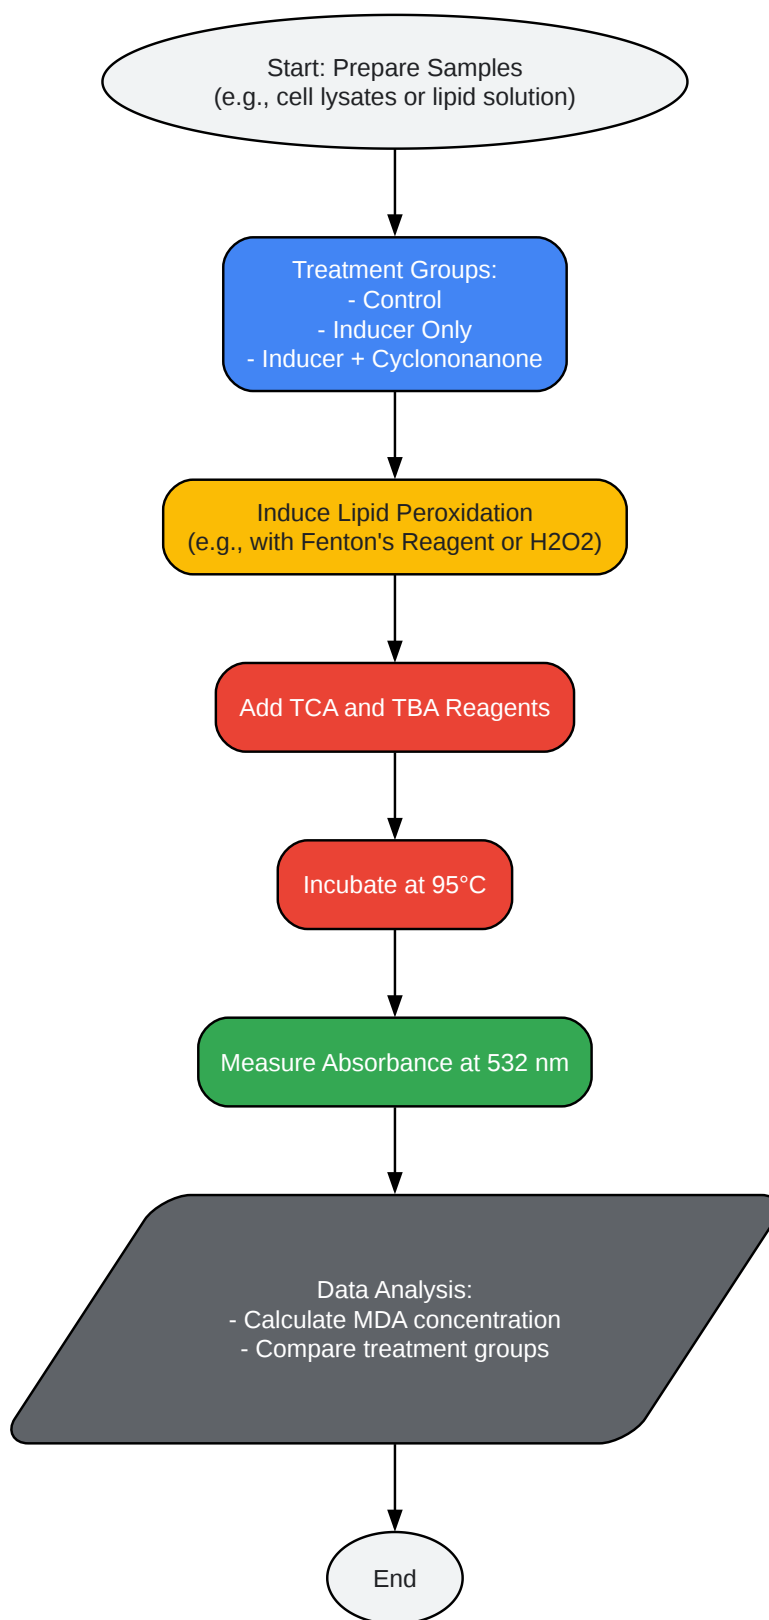 Start: Prepare Samples
(e.g., cell lysates or lipid solution)
Treatment Groups:
- Control
- Inducer Only
- Inducer + Cyclononanone
Induce Lipid Peroxidation
(e.g., with Fenton's Reagent or H2O2)
Add TCA and TBA Reagents
Incubate at 95°C
Measure Absorbance at 532 nm
Data Analysis:
- Calculate MDA concentration
- Compare treatment groups
End